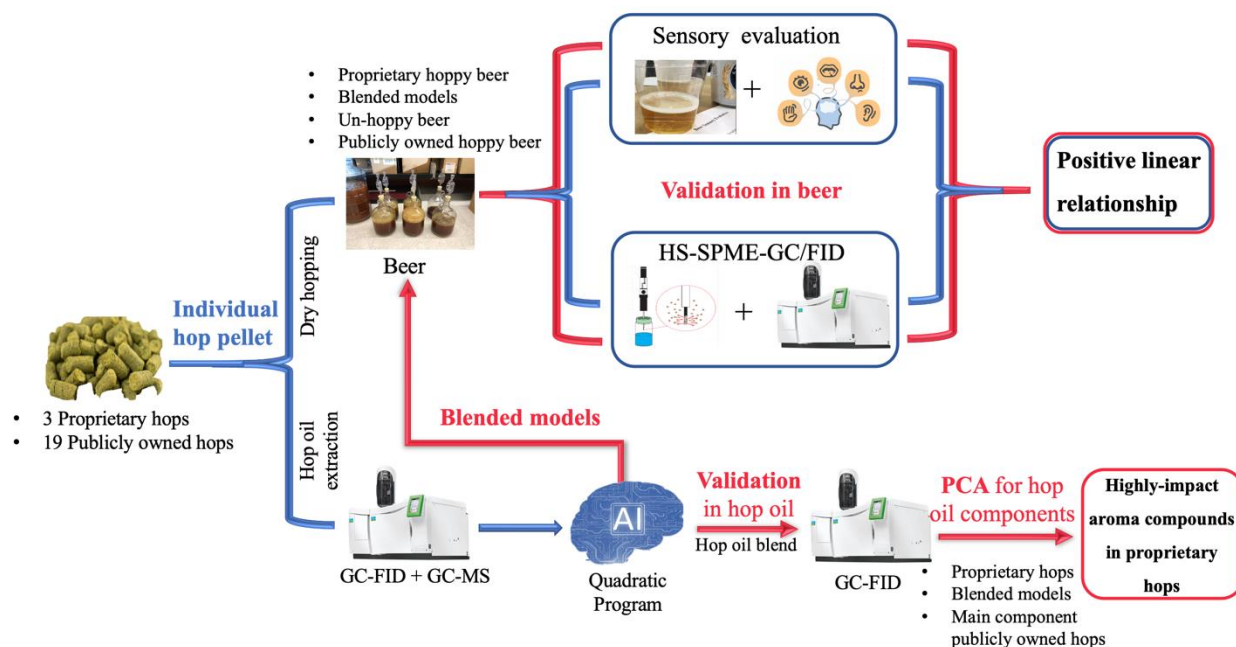 Sensory evaluation
• Proprietary hoppy beer
• Blended models
• Un-hoppy beer
• Publicly owned hoppy beer
+
Validation in beer
Positive linear
relationship
HS-SPME-GC/FID
+
Beer
Dry hopping
Individual
hop pellet
• 3 Proprietary hops
• 19 Publicly owned hops
Hop oil
extraction
Blended models
GC-FID + GC-MS
AI
Quadratic
Program
Validation
in hop oil
Hop oil blend
GC-FID
PCA for hop
oil components
• Proprietary hops
• Blended models
• Main component
publicly owned hops
Highly-impact
aroma compounds
in proprietary
hops